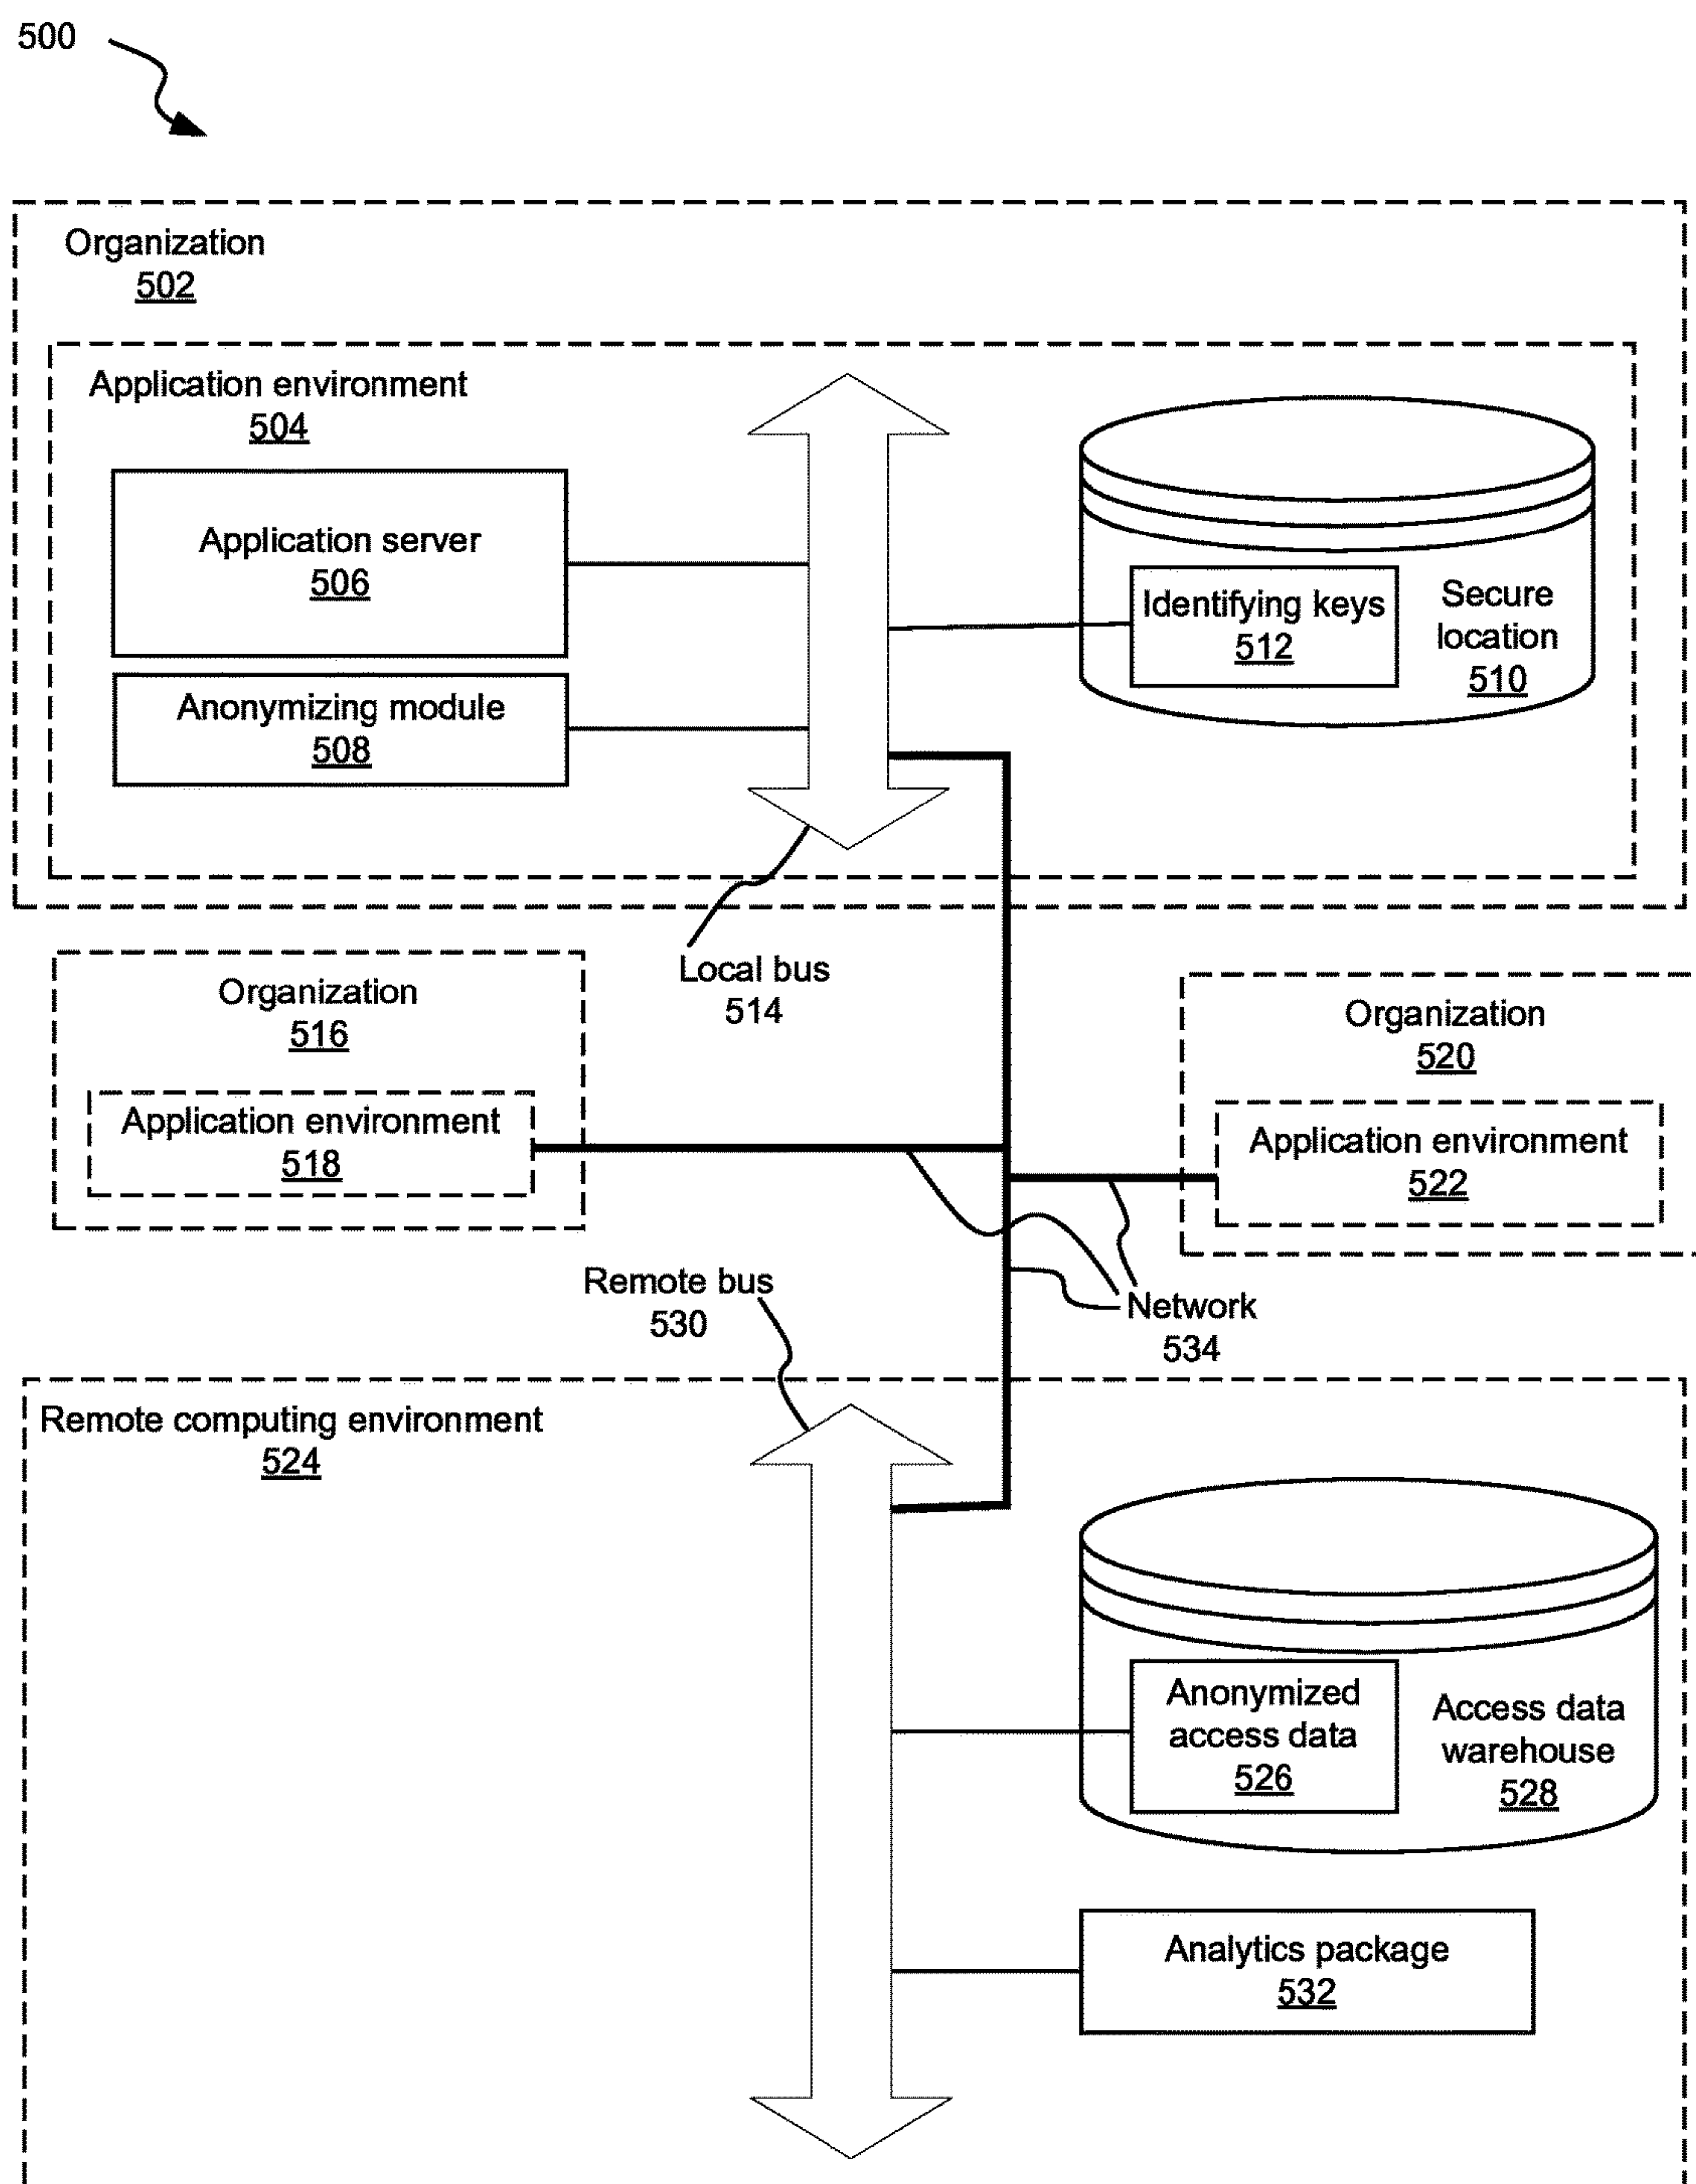 500
Organization
502
Application environment
504
Application server
506
Anonymizing module
508
Identifying keys
512
Secure
location
510
Local bus
514
Organization
516
Application environment
518
Organization
520
Application environment
522
Remote bus
530
Network
534
Remote computing environment
524
Anonymized
access data
526
Access data
warehouse
528
Analytics package
532